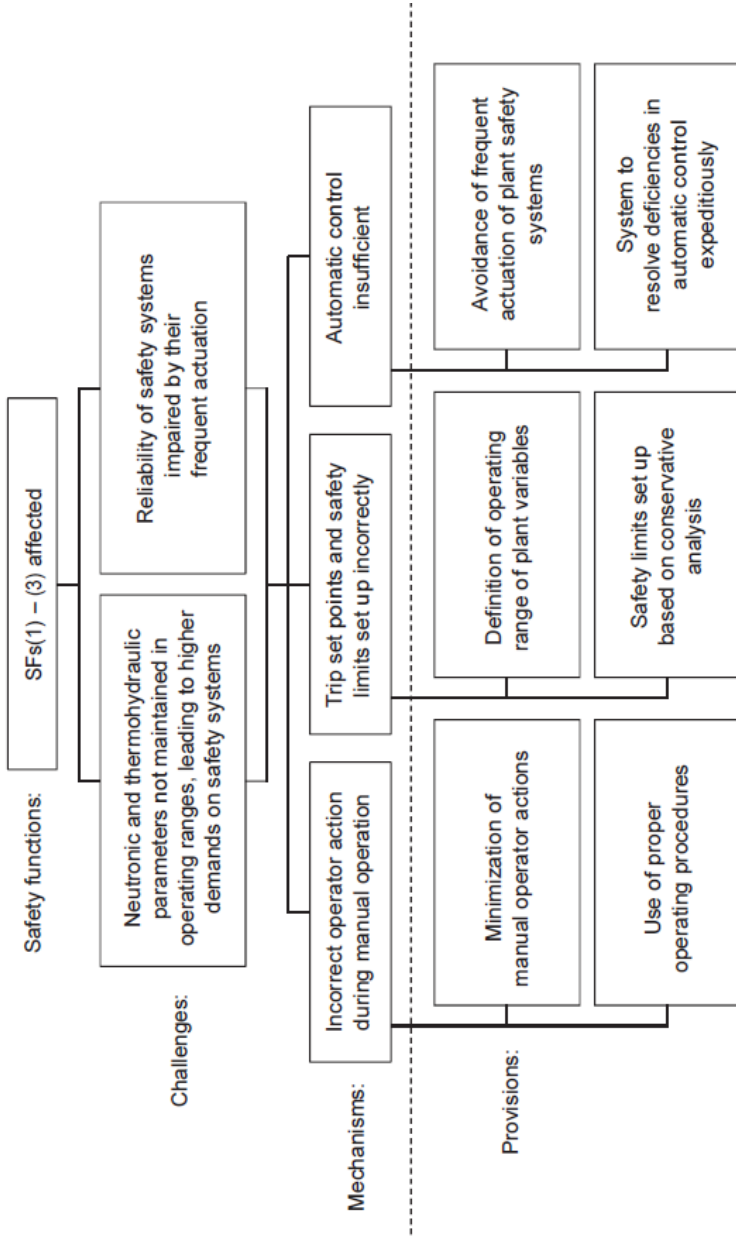 Safety functions:
SFs(1) – (3) affected
Challenges:
Neutronic and thermohydraulic
parameters not maintained in
operating ranges, leading to higher
demands on safety systems
Reliability of safety systems
impaired by their
frequent actuation
Mechanisms:
Incorrect operator action
during manual operation
Trip set points and safety
limits set up incorrectly
Automatic control
insufficient
Provisions:
Minimization of
manual operator actions
Definition of operating
range of plant variables
Avoidance of frequent
actuation of plant safety
systems
Use of proper
operating procedures
Safety limits set up
based on conservative
analysis
System to
resolve deficiencies in
automatic control
expeditiously